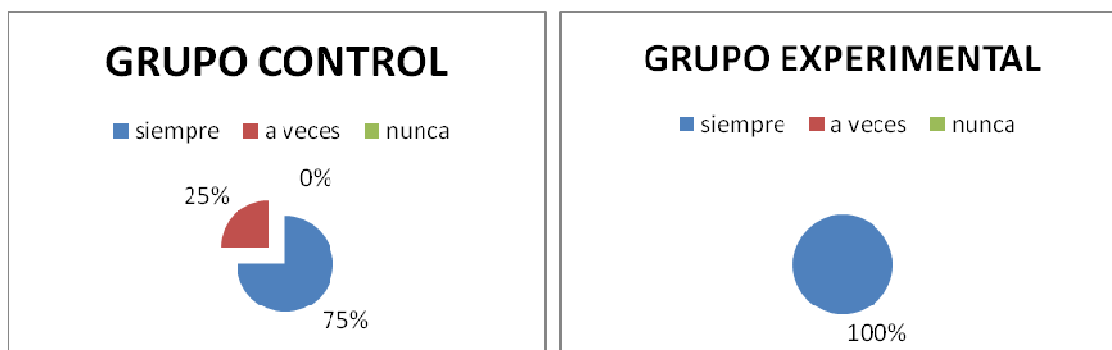 GRUPO CONTROL
siempre a veces nunca
0%
25%
75%
GRUPO EXPERIMENTAL
siempre a veces nunca
100%